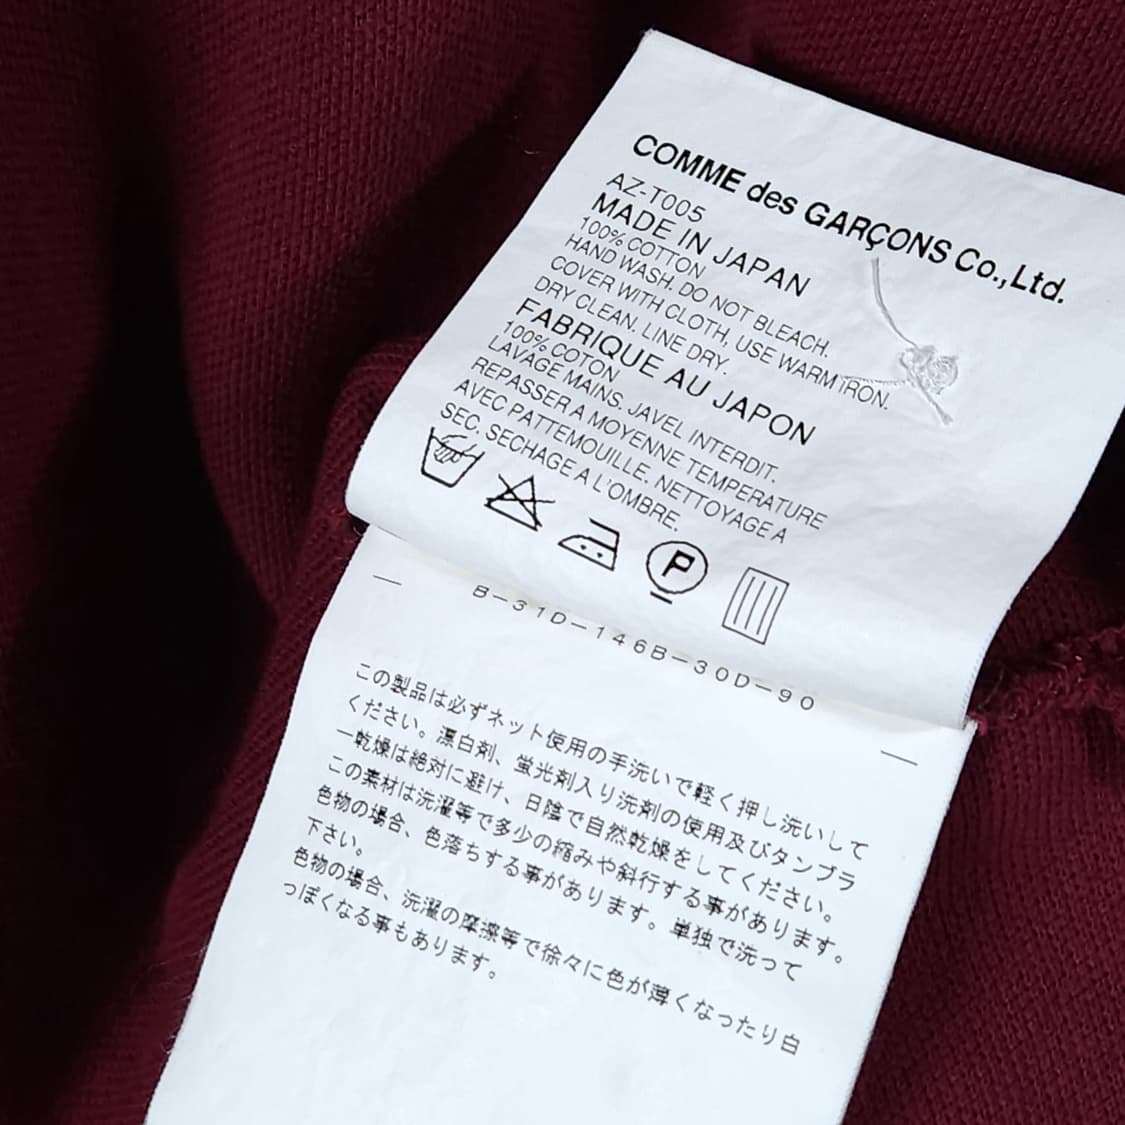 COMME des GARÇONS Co.,Ltd.
AZ-T005
MADE IN JAPAN
100% COTTON
HAND WASH. DO NOT BLEACH.
COVER WITH CLOTH, USE WARM IRON.
DRY CLEAN. LINE DRY.
FABRIQUE AU JAPON
100% COTON
LAVAGE MAINS. JAVEL INTERDIT.
REPASSER A MOYENNE TEMPERATURE
AVEC PATTEMOUILLE. NETTOYAGE A
SEC. SECHAGE A L'OMBRE.
P
B-31D-146B-30D-90
この製品は必ずネット使用の手洗いで軽く押し洗いして
ください。漂白剤、蛍光剤入り洗剤の使用及びタンブラ
ー乾燥は絶対に避け、日陰で自然乾燥をしてください。
この素材は洗濯等で多少の縮みや斜行する事があります。
色物の場合、色落ちする事があります。単独で洗って
下さい。
色物の場合、洗濯の摩擦等で徐々に色が薄くなったり白
っぽくなる事もあります。